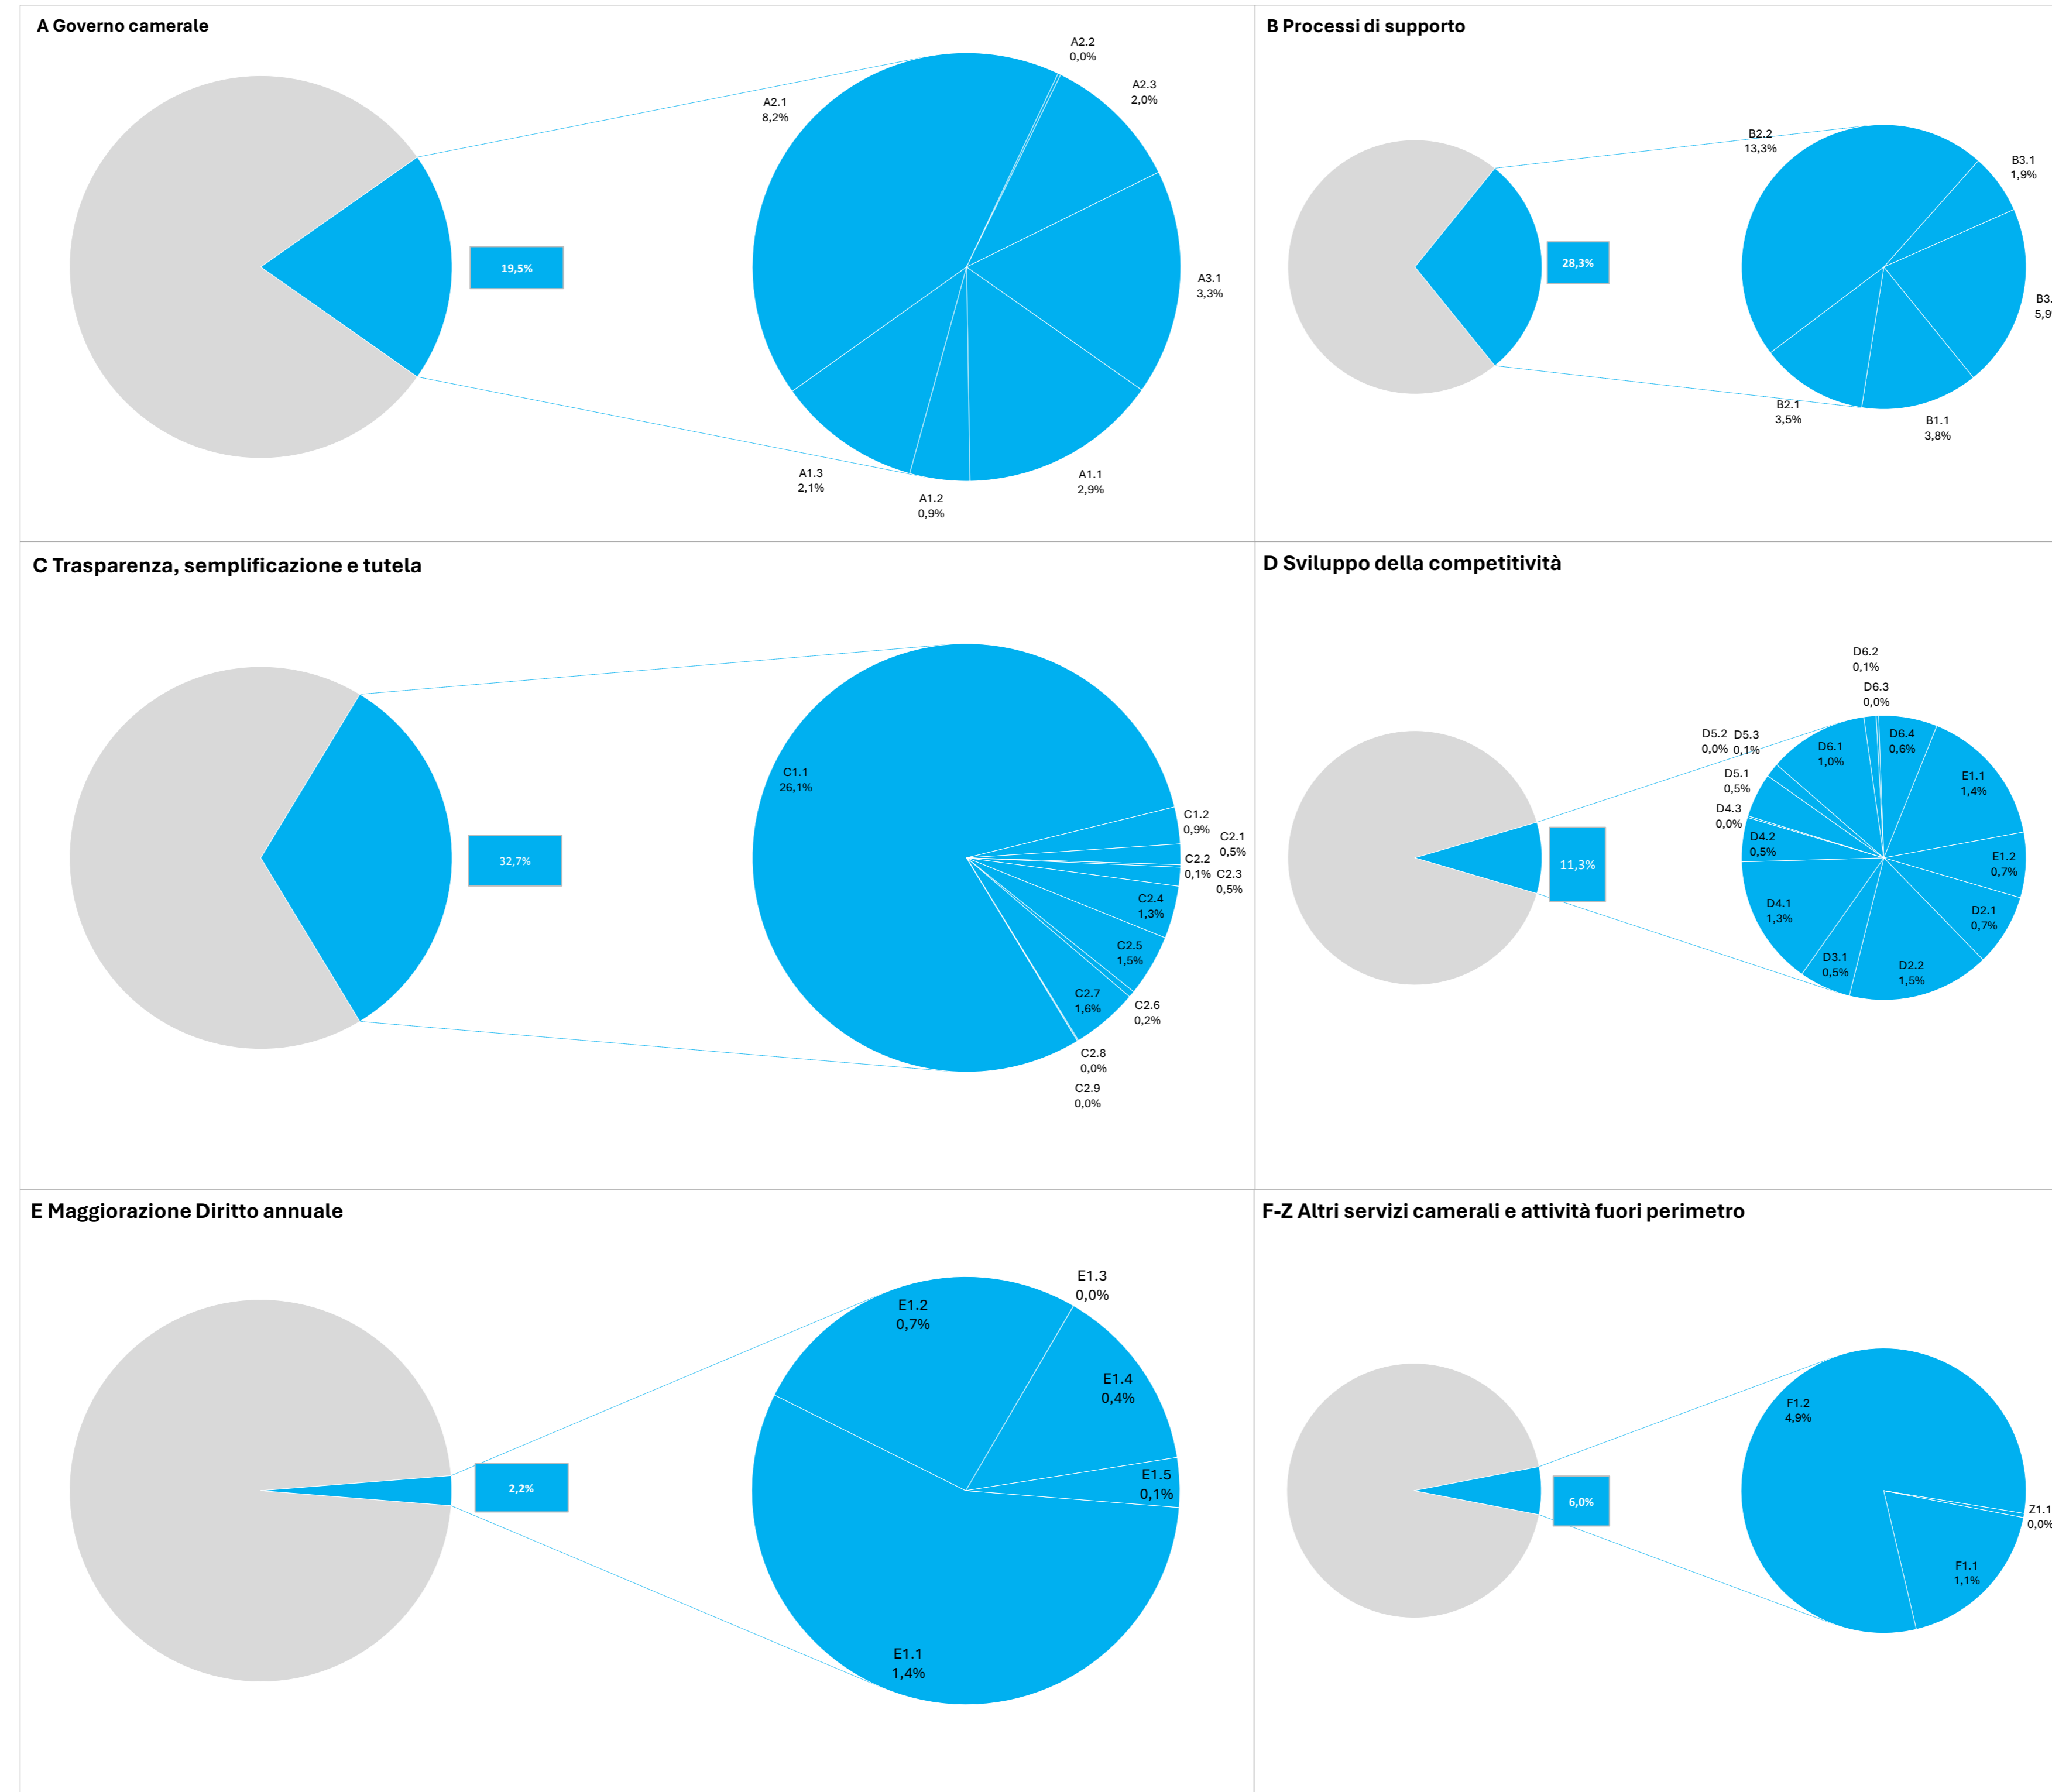 A Governo camerale
A2.2
0,0%
A2.3
2,0%
A2.1
8,2%
19,5%
A3.1
3,3%
A1.3
2,1%
A1.2
0,9%
A1.1
2,9%
B Processi di supporto
B2.2
13,3%
B3.1
1,9%
28,3%
B3.
5,9
B2.1
3,5%
B1.1
3,8%
C Trasparenza, semplificazione e tutela
C1.1
26,1%
32,7%
C1.2
0,9%
C2.1
0,5%
C2.2
0,1%
C2.3
0,5%
C2.4
1,3%
C2.5
1,5%
C2.7
1,6%
C2.6
0,2%
C2.8
0,0%
C2.9
0,0%
D Sviluppo della competitività
D6.2
0,1%
D6.3
0,0%
D5.2 D5.3
0,0% 0,1%
D6.1
1,0%
D6.4
0,6%
D5.1
0,5%
E1.1
1,4%
D4.3
0,0%
D4.2
0,5%
11,3%
E1.2
0,7%
D4.1
1,3%
D2.1
0,7%
D3.1
0,5%
D2.2
1,5%
E Maggiorazione Diritto annuale
E1.3
0,0%
E1.2
0,7%
E1.4
0,4%
2,2%
E1.5
0,1%
E1.1
1,4%
F-Z Altri servizi camerali e attività fuori perimetro
F1.2
4,9%
6,0%
Z1.1
0,0%
F1.1
1,1%